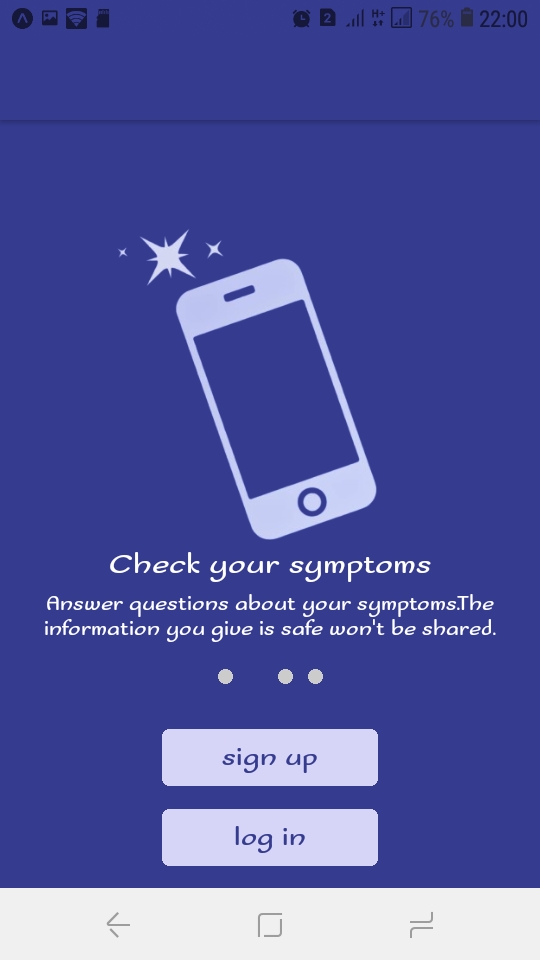 2 H+ 76% 22:00
Check your symptoms
Answer questions about your symptoms.The
information you give is safe won't be shared.
sign up
log in